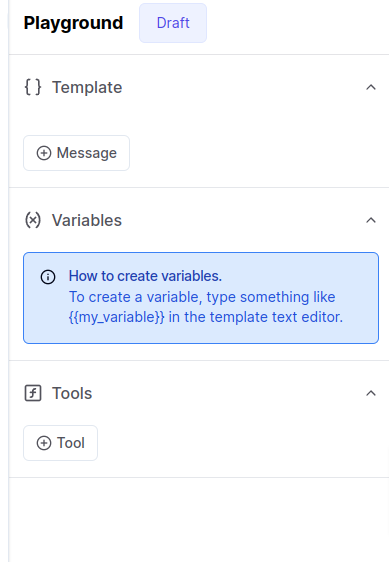 Playground Draft
Template
Message
Variables
How to create variables.
To create a variable, type something like
{{my_variable}} in the template text editor.
Tools
Tool